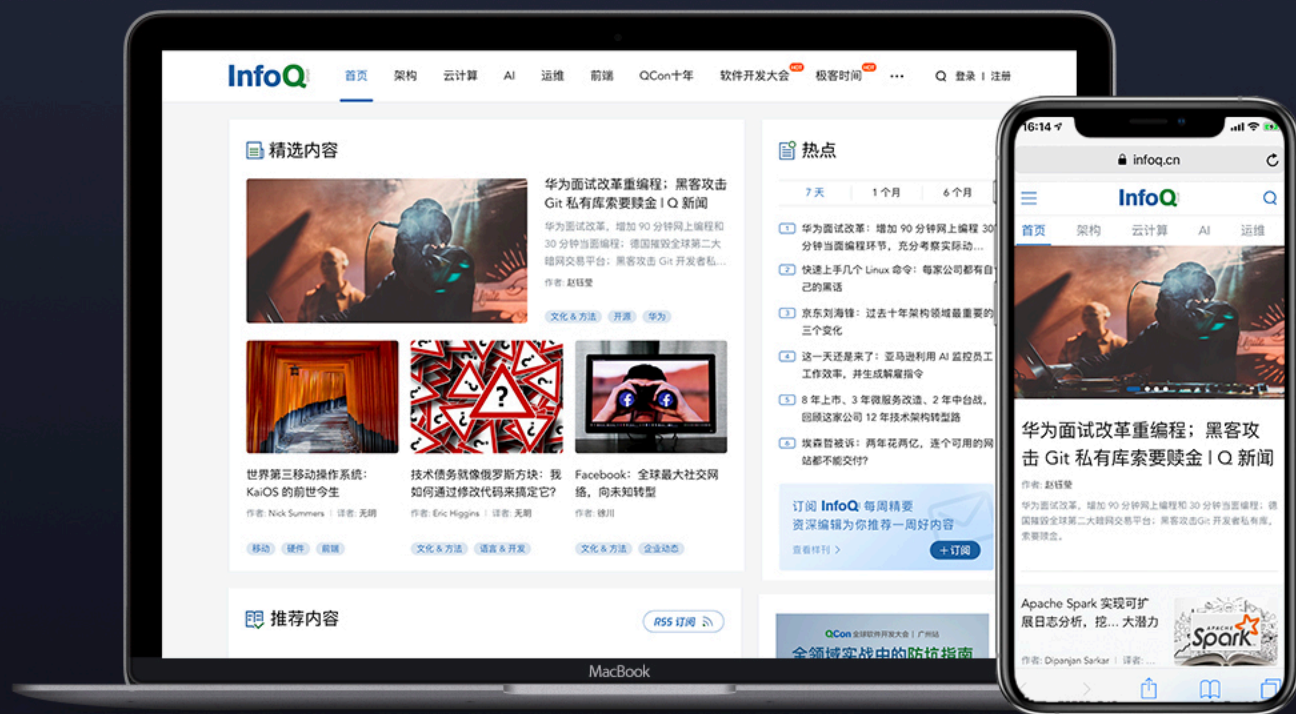 InfoQ
首页 架构 云计算 AI 运维 前端 QCon十年 软件开发大会 HOT 极客时间 HOT ··· 登录 | 注册
精选内容
华为面试改革重编程；黑客攻击
Git 私有库索要赎金 | Q 新闻
华为面试改革，增加 90 分钟网上编程和
30 分钟当面编程；德国摧毁全球第二大
暗网交易平台；黑客攻击 Git 开发者私...
作者: 赵钰莹
文化 & 方法 开源 华为
世界第三移动操作系统：
KaiOS 的前世今生
作者: Nick Summers | 译者: 无明
移动 硬件 前端
技术债务就像俄罗斯方块：我
如何通过修改代码来搞定它？
作者: Eric Higgins | 译者: 无明
文化 & 方法 语言 & 开发
Facebook：全球最大社交网
络，向未知转型
作者: 徐川
文化 & 方法 企业动态
推荐内容
RSS 订阅
热点
7 天 1 个月 6 个月
1 华为面试改革：增加 90 分钟网上编程 30
分钟当面编程环节，充分考察实际动...
2 快速上手几个 Linux 命令：每家公司都有自
己的黑话
3 京东刘海锋：过去十年架构领域最重要的
三个变化
4 这一天还是来了：亚马逊利用 AI 监控员工
工作效率，并生成解雇指令
5 8 年上市、3 年微服务改造、2 年中台战，
回顾这家公司 12 年技术架构转型路
6 埃森哲被诉：两年花两亿，连个可用的网
站都不能交付？
订阅 InfoQ 每周精要
资深编辑为你推荐一周好内容
查看样刊
+订阅
QCon 全球软件开发大会 | 广州站
全领域实战中的防坑指南
MacBook
16:14
infoq.cn
InfoQ
首页 架构 云计算 AI 运维
华为面试改革重编程；黑客攻
击 Git 私有库索要赎金 | Q 新闻
作者: 赵钰莹
华为面试改革，增加 90 分钟网上编程和 30 分钟当面编程；德
国摧毁全球第二大暗网交易平台；黑客攻击Git 开发者私有库，
索要赎金。
Apache Spark 实现可扩
展日志分析，挖... 大潜力
作者: Dipanjan Sarkar | 译者: ...
APACHE
Spark